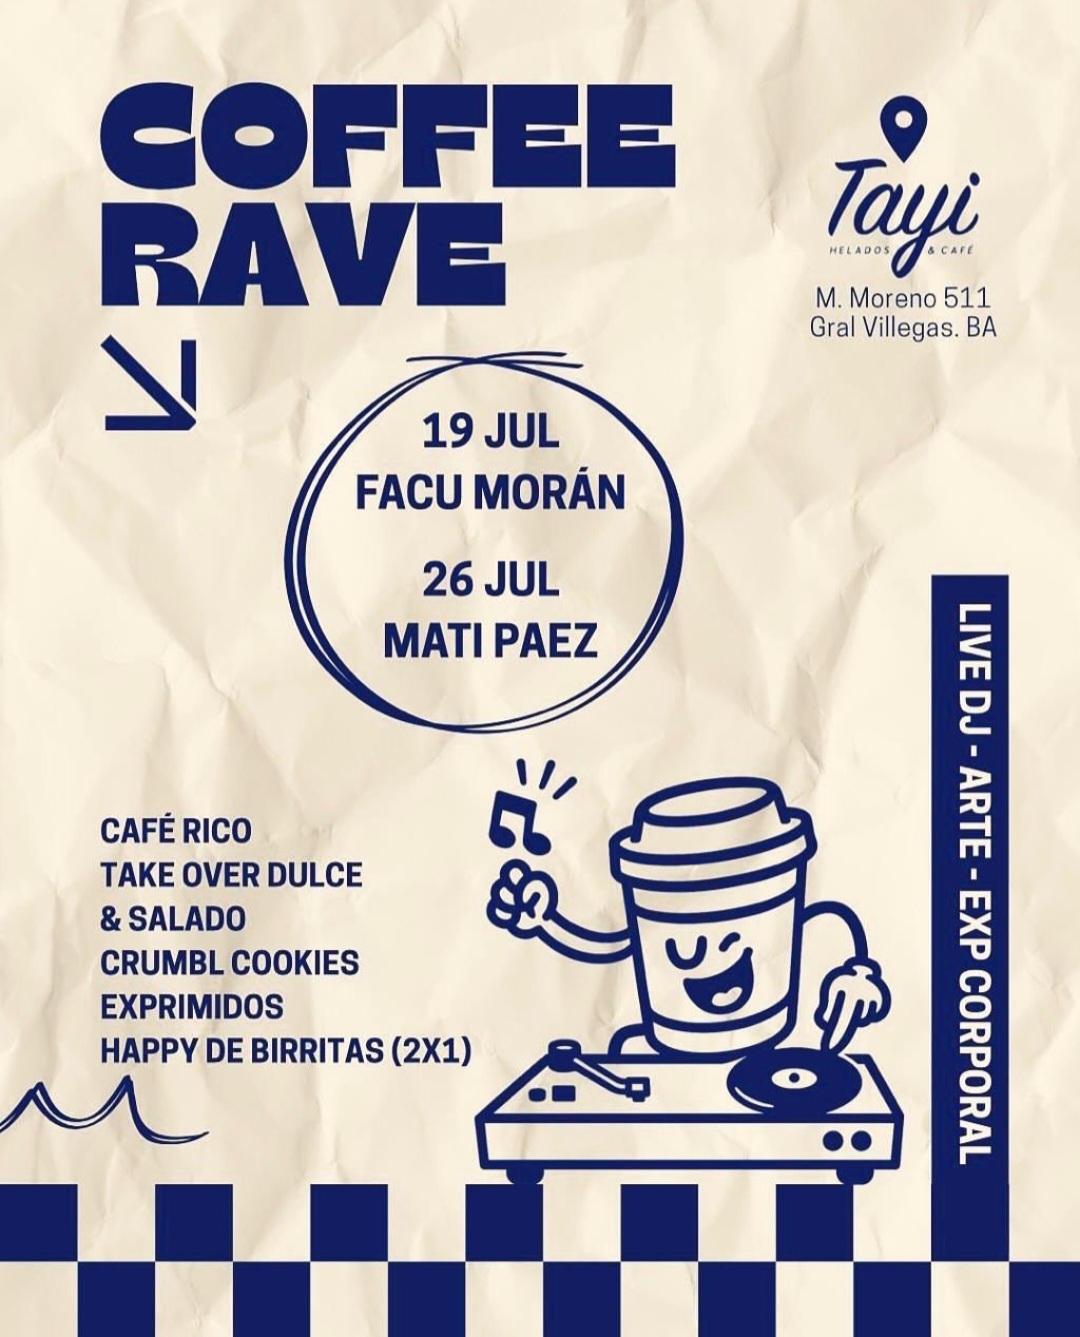 COFFEE
RAVE
Tayi
HELADOS & CAFÉ
M. Moreno 511
Gral Villegas. BA
19 JUL
FACU MORÁN
26 JUL
MATI PAEZ
LIVE DJ - ARTE - EXP CORPORAL
CAFÉ RICO
TAKE OVER DULCE
& SALADO
CRUMBL COOKIES
EXPRIMIDOS
HAPPY DE BIRRITAS (2X1)